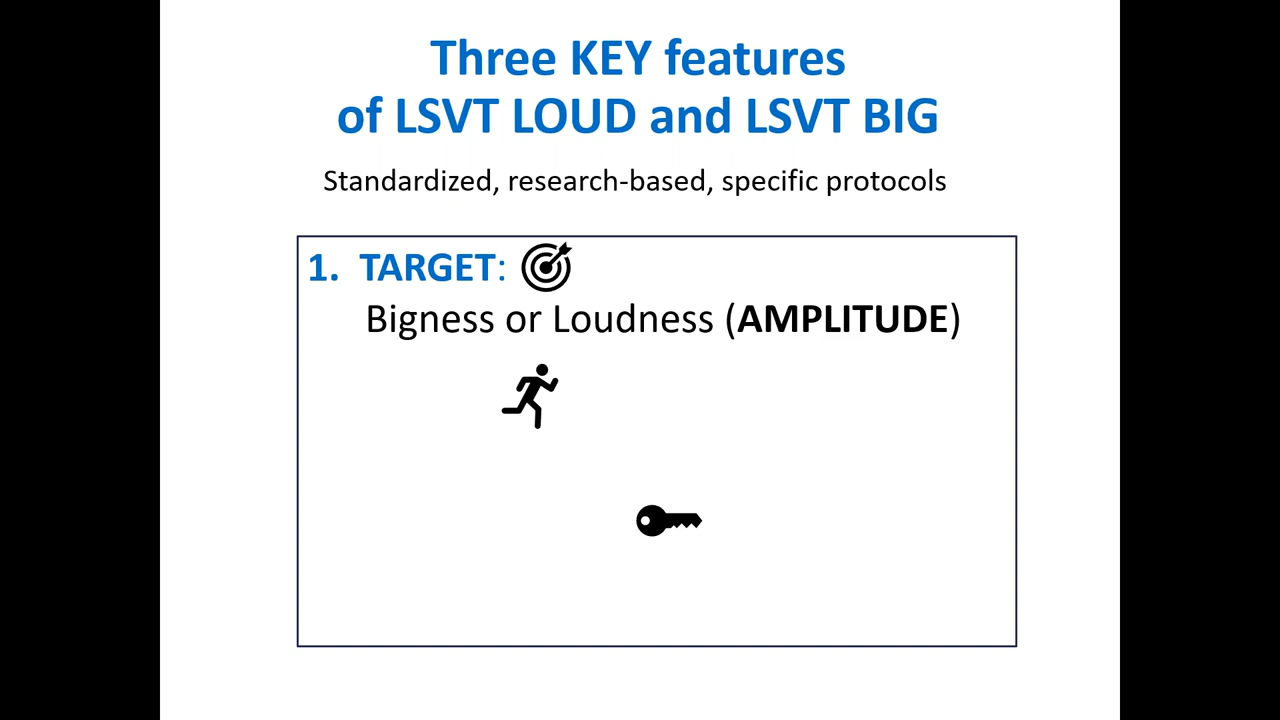 Three KEY features
of LSVT LOUD and LSVT BIG
Standardized, research-based, specific protocols
1. TARGET:
Bigness or Loudness (AMPLITUDE)